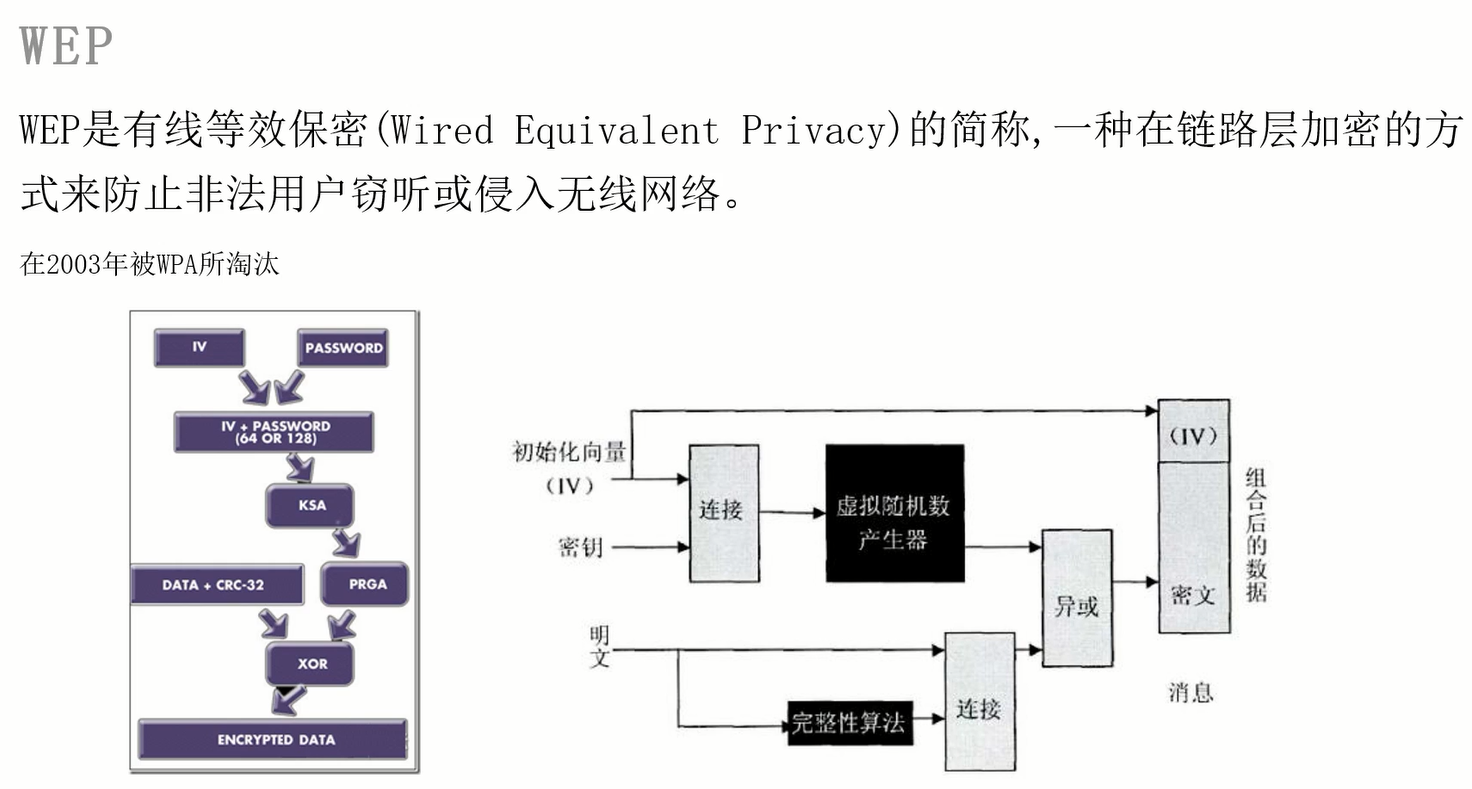 WEP
WEP是有线等效保密(Wired Equivalent Privacy)的简称,一种在链路层加密的方
式来防止非法用户窃听或侵入无线网络。
在2003年被WPA所淘汰
IV
PASSWORD
IV + PASSWORD
(64 OR 128)
KSA
DATA + CRC-32
PRGA
XOR
ENCRYPTED DATA
初始化向量
(IV)
密钥
连接
虚拟随机数
产生器
明文
完整性算法
连接
异或
(IV)
密文
组合后的数据
消息